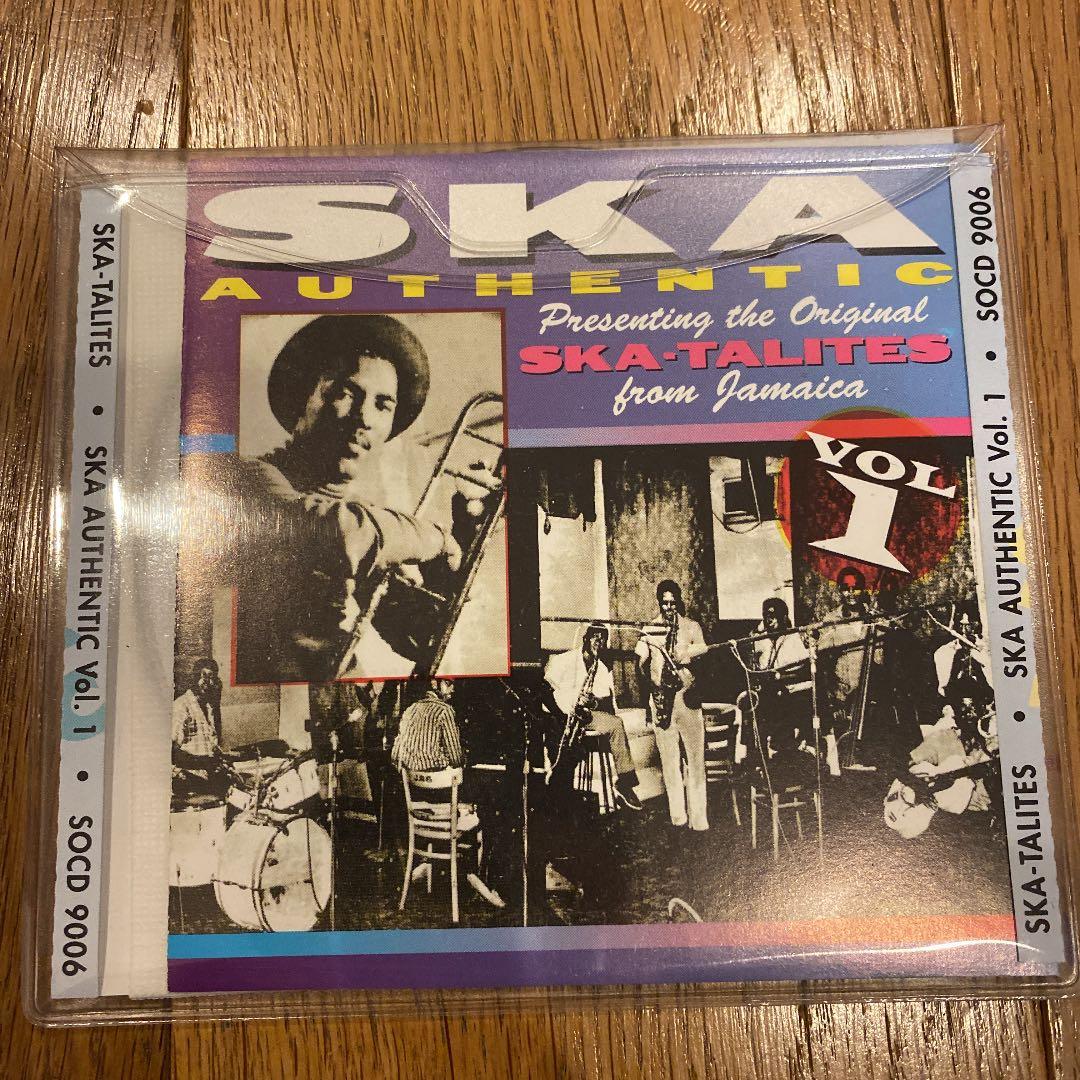 SKA
AUTHENTIC
Presenting the Original
SKA-TALITES
from Jamaica
VOL
1
SKA-TALITES • SKA AUTHENTIC Vol. 1 • SOCD 9006
SKA-TALITES • SKA AUTHENTIC Vol. 1 • SOCD 9006